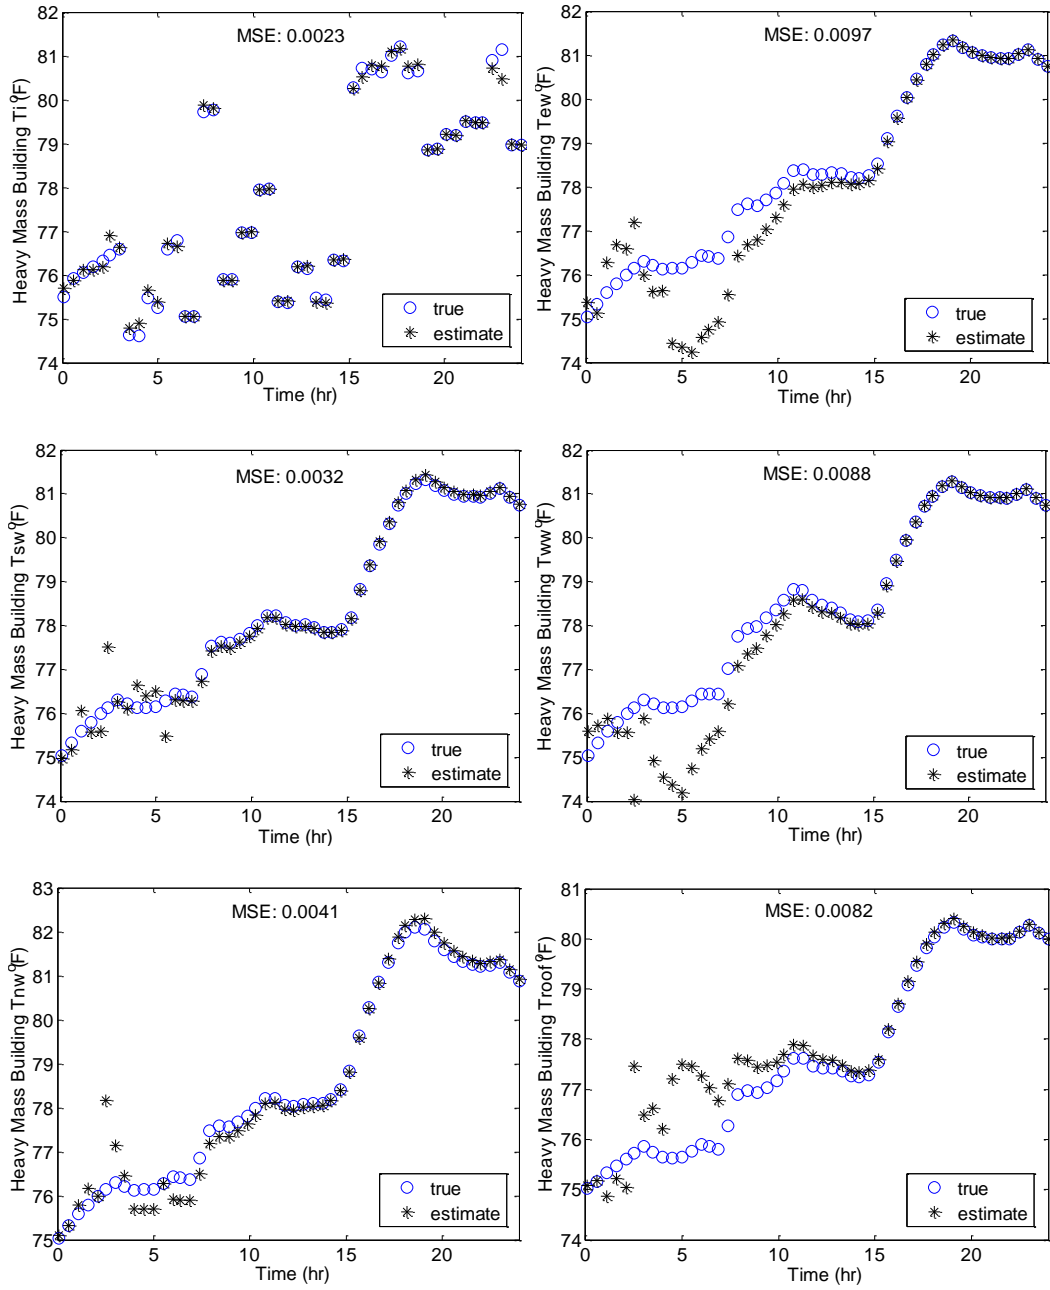 MSE: 0.0023
Heavy Mass Building Ti (ºF)
82
81
80
79
78
77
76
75
74
0 5 10 15 20
Time (hr)
true
estimate
MSE: 0.0097
Heavy Mass Building Tew (ºF)
82
81
80
79
78
77
76
75
74
0 5 10 15 20
Time (hr)
true
estimate
MSE: 0.0032
Heavy Mass Building Tsw (ºF)
82
81
80
79
78
77
76
75
74
0 5 10 15 20
Time (hr)
true
estimate
MSE: 0.0088
Heavy Mass Building Tww (ºF)
82
81
80
79
78
77
76
75
74
0 5 10 15 20
Time (hr)
true
estimate
MSE: 0.0041
Heavy Mass Building Tnw (ºF)
83
82
81
80
79
78
77
76
75
0 5 10 15 20
Time (hr)
true
estimate
MSE: 0.0082
Heavy Mass Building Troof (ºF)
81
80
79
78
77
76
75
74
0 5 10 15 20
Time (hr)
true
estimate